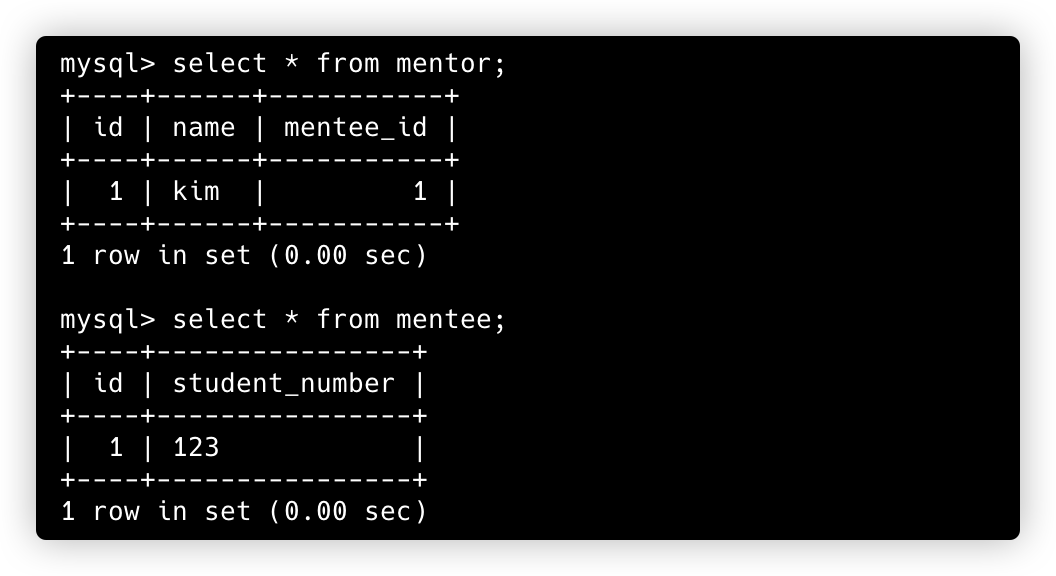 mysql> select * from mentor;
+----+------+-----------+
| id | name | mentee_id |
+----+------+-----------+
|  1 | kim  |         1 |
+----+------+-----------+
1 row in set (0.00 sec)

mysql> select * from mentee;
+----+----------------+
| id | student_number |
+----+----------------+
|  1 | 123            |
+----+----------------+
1 row in set (0.00 sec)